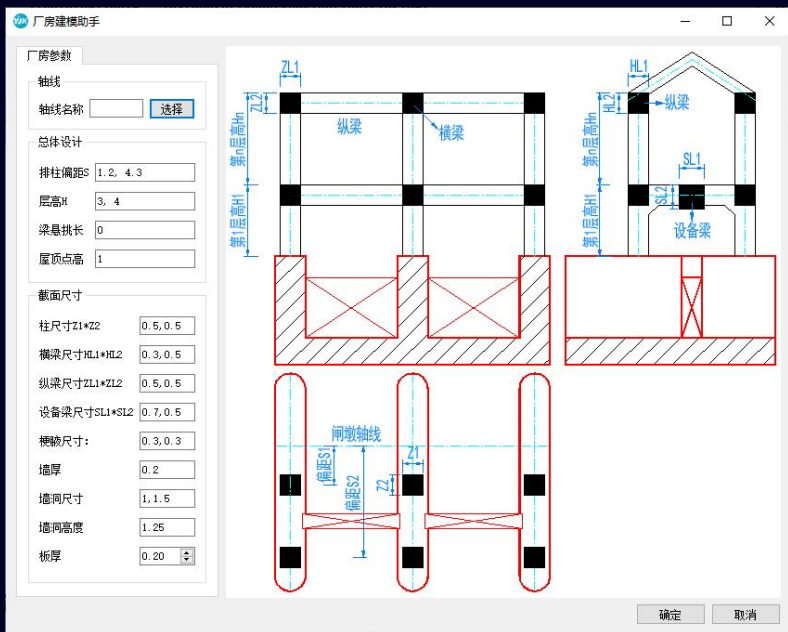 YJK 厂房建模助手
厂房参数
轴线
轴线名称 选择
总体设计
排柱偏距S 1.2, 4.3
层高H 3, 4
梁悬挑长 0
屋顶点高 1
截面尺寸
柱尺寸Z1*Z2 0.5,0.5
横梁尺寸HL1*HL2 0.3,0.5
纵梁尺寸ZL1*ZL2 0.5,0.5
设备梁尺寸SL1*SL2 0.7,0.5
梗腋尺寸: 0.3,0.3
墙厚 0.2
墙洞尺寸 1,1.5
墙洞高度 1.25
板厚 0.20
ZL1
ZL2
纵梁
横梁
第n层高Hn
第1层高H1
HL1
HL2
纵梁
第n层高Hn
SL1
SL2
设备梁
第1层高H1
闸墩轴线
偏距S1
偏距S2
Z1
Z2
确定 取消